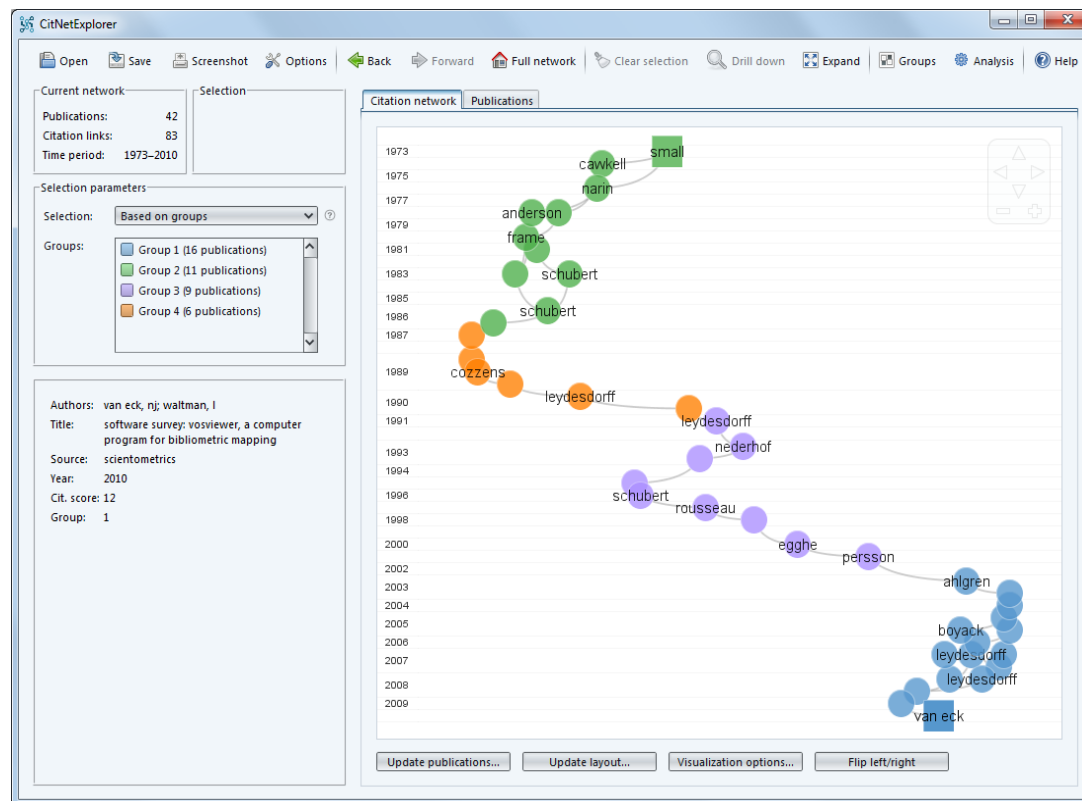 CitNetExplorer
Open Save Screenshot Options Back Forward Full network Clear selection Drill down Expand Groups Analysis Help
Current network
Publications: 42
Citation links: 83
Time period: 1973–2010
Selection
Selection parameters
Selection: Based on groups ?
Groups:
Group 1 (16 publications)
Group 2 (11 publications)
Group 3 (9 publications)
Group 4 (6 publications)
Authors: van eck, nj; waltman, l
Title: software survey: vosviewer, a computer
program for bibliometric mapping
Source: scientometrics
Year: 2010
Cit. score: 12
Group: 1
Citation network Publications
1973 small
cawkell
1975
narin
1977
anderson
1979
frame
1981
1983 schubert
1985
schubert
1986
1987
1989 cozzens
leydesdorff
1990
1991 leydesdorff
nederhof
1993
1994
1996 schubert
rousseau
1998
2000 egghe
persson
2002
ahlgren
2003
2004
2005
boyack
2006
leydesdorff
2007
leydesdorff
2008
2009
van eck
Update publications... Update layout... Visualization options... Flip left/right